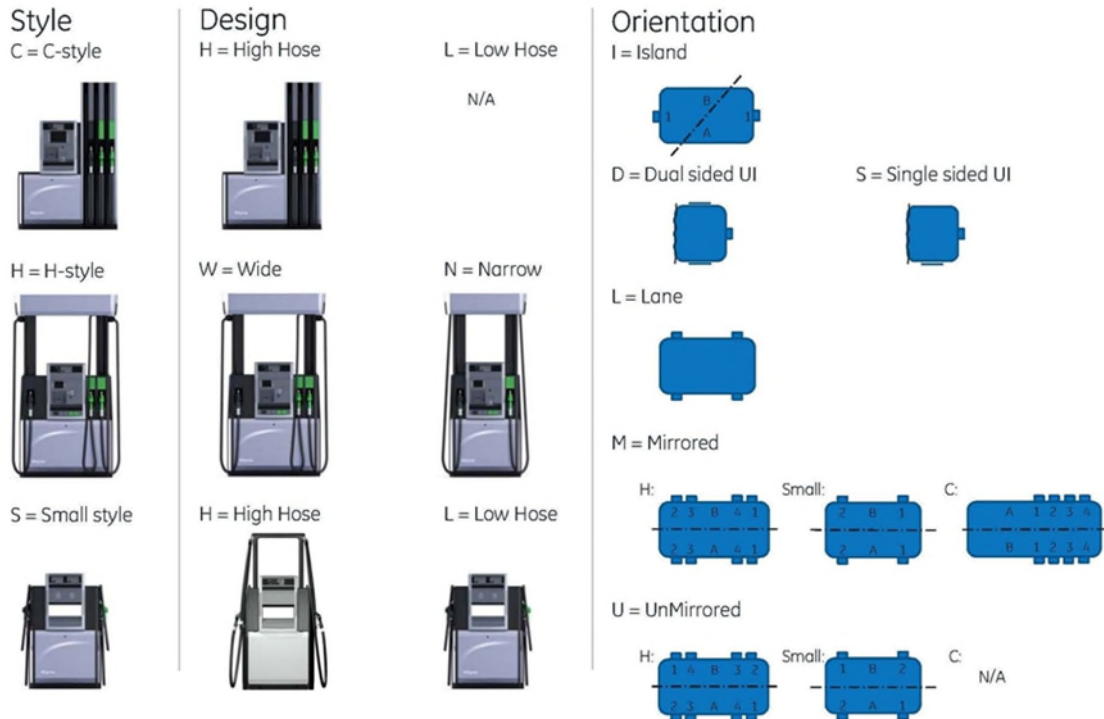 Style
C = C-style
H = H-style
S = Small style
Design
H = High Hose
L = Low Hose
N/A
W = Wide
N = Narrow
H = High Hose
L = Low Hose
Orientation
I = Island
B
1 1
A
D = Dual sided UI
S = Single sided UI
L = Lane
M = Mirrored
H:
2 3 B 4 1
2 3 A 4 1
Small:
2 B 1
2 A 1
C:
A 1 2 3 4
B 1 2 3 4
U = UnMirrored
H:
1 4 B 3 2
2 3 A 4 1
Small:
1 B 2
2 A 1
C:
N/A